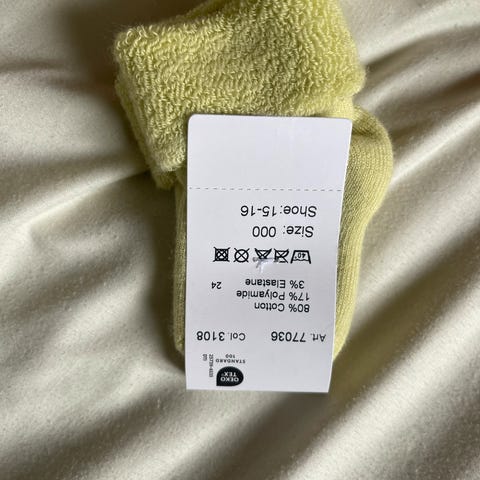 OEKO
TEX®
STANDARD
100
Art. 77036 Col. 3108
80% Cotton
17% Polyamide
3% Elastane 24
40°
Size: 000
Shoe: 15-16